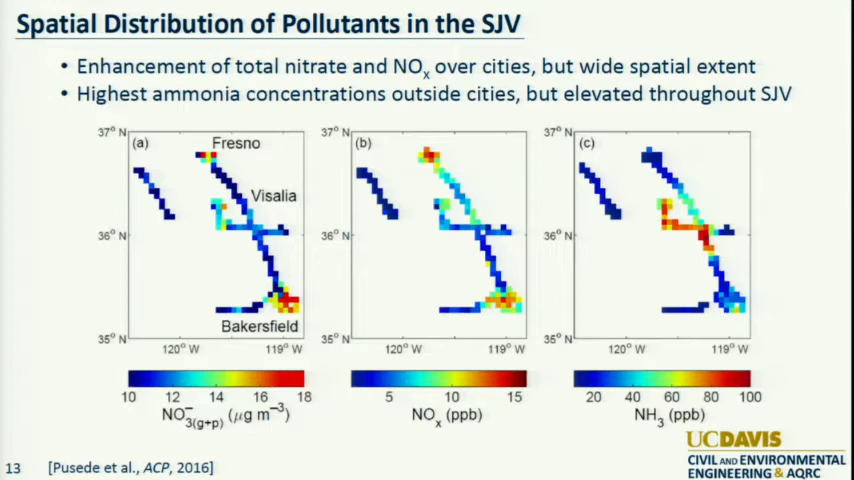 Spatial Distribution of Pollutants in the SJV
• Enhancement of total nitrate and NOx over cities, but wide spatial extent
• Highest ammonia concentrations outside cities, but elevated throughout SJV
37° N (a) Fresno (b) 37° N (c)
Visalia
36° N 36° N 36° N
35° N Bakersfield 35° N 35° N
120° W 119° W 120° W 119° W 120° W 119° W
10 12 14 16 18 5 10 15 20 40 60 80 100
NO3(g+p)− (μg m−3) NOx (ppb) NH3 (ppb)
UCDAVIS
CIVIL AND ENVIRONMENTAL
ENGINEERING & AQRC
13 [Pusede et al., ACP, 2016]